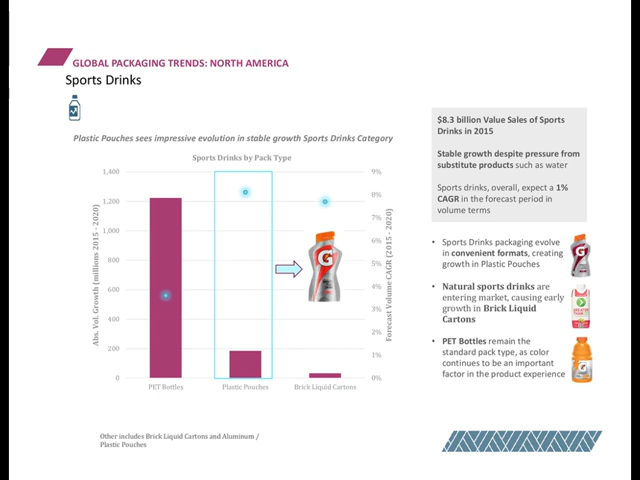 GLOBAL PACKAGING TRENDS: NORTH AMERICA
Sports Drinks
Plastic Pouches sees impressive evolution in stable growth Sports Drinks Category
Sports Drinks by Pack Type
Abs. Vol. Growth (millions 2015 - 2020)
1,400
1,200
1,000
800
600
400
200
0
9%
8%
7%
6%
5%
4%
3%
2%
1%
0%
Forecast Volume CAGR (2015 - 2020)
PET Bottles
Plastic Pouches
Brick Liquid Cartons
G
Other includes Brick Liquid Cartons and Aluminum /
Plastic Pouches
$8.3 billion Value Sales of Sports
Drinks in 2015
Stable growth despite pressure from
substitute products such as water
Sports drinks, overall, expect a 1%
CAGR in the forecast period in
volume terms
• Sports Drinks packaging evolve
in convenient formats, creating
growth in Plastic Pouches
• Natural sports drinks are
entering market, causing early
growth in Brick Liquid
Cartons
• PET Bottles remain the
standard pack type, as color
continues to be an important
factor in the product experience